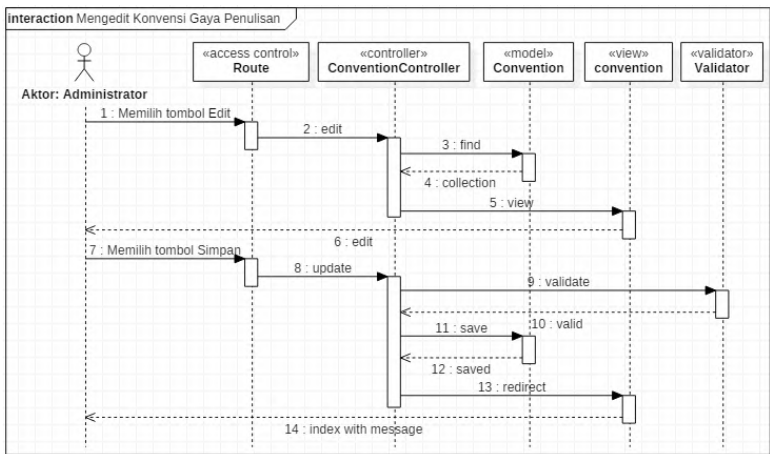 interaction Mengedit Konvensi Gaya Penulisan
«access control»
Route
«controller»
ConventionController
«model»
Convention
«view»
convention
«validator»
Validator
Aktor: Administrator
1 : Memilih tombol Edit
2 : edit
3 : find
4 : collection
5 : view
6 : edit
7 : Memilih tombol Simpan
8 : update
9 : validate
10 : valid
11 : save
12 : saved
13 : redirect
14 : index with message